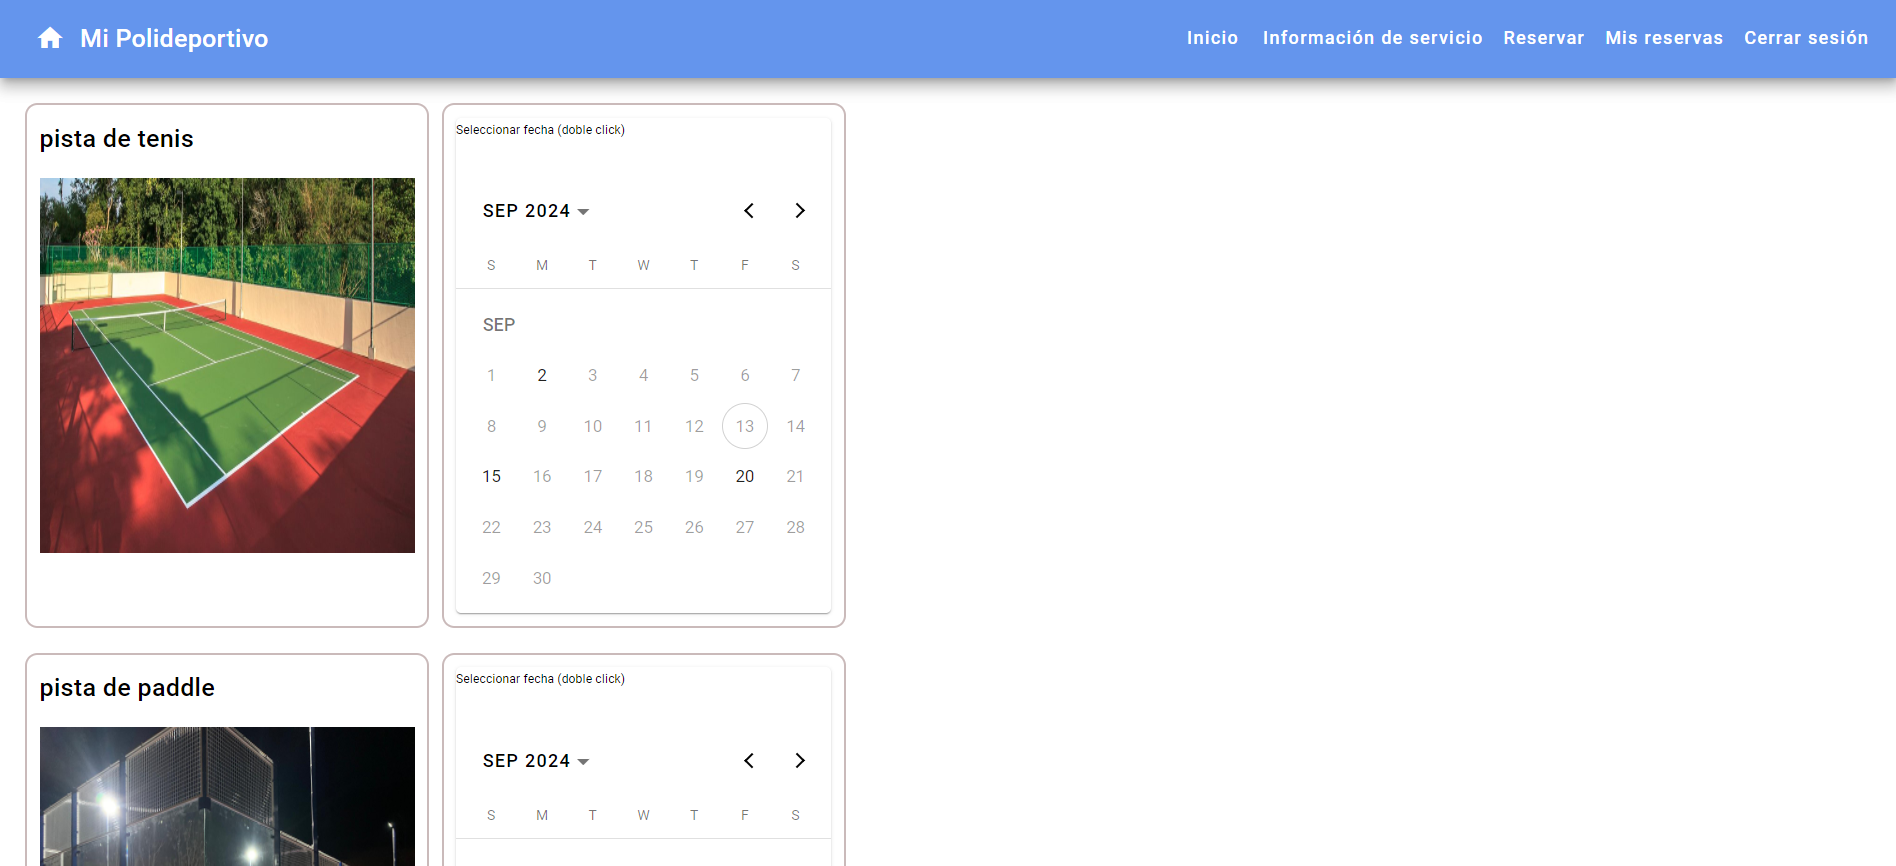 Mi Polideportivo
Inicio Información de servicio Reservar Mis reservas Cerrar sesión
pista de tenis
Seleccionar fecha (doble click)
SEP 2024
S M T W T F S
SEP
1 2 3 4 5 6 7
8 9 10 11 12 13 14
15 16 17 18 19 20 21
22 23 24 25 26 27 28
29 30
pista de paddle
Seleccionar fecha (doble click)
SEP 2024
S M T W T F S